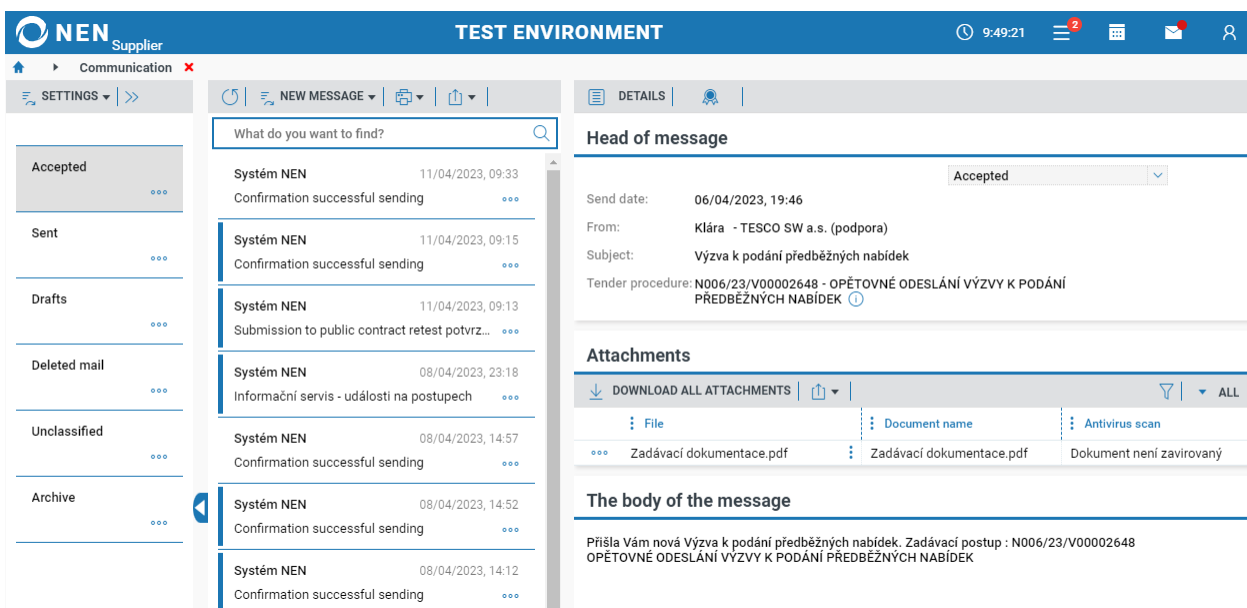 NEN Supplier
TEST ENVIRONMENT
9:49:21
2
Communication
SETTINGS
NEW MESSAGE
DETAILS
Accepted
Sent
Drafts
Deleted mail
Unclassified
Archive
What do you want to find?
Systém NEN 11/04/2023, 09:33
Confirmation successful sending
Systém NEN 11/04/2023, 09:15
Confirmation successful sending
Systém NEN 11/04/2023, 09:13
Submission to public contract retest potvrz...
Systém NEN 08/04/2023, 23:18
Informační servis - události na postupech
Systém NEN 08/04/2023, 14:57
Confirmation successful sending
Systém NEN 08/04/2023, 14:52
Confirmation successful sending
Systém NEN 08/04/2023, 14:12
Confirmation successful sending
Head of message
Accepted
Send date: 06/04/2023, 19:46
From: Klára - TESCO SW a.s. (podpora)
Subject: Výzva k podání předběžných nabídek
Tender procedure: N006/23/V00002648 - OPĚTOVNÉ ODESLÁNÍ VÝZVY K PODÁNÍ
PŘEDBĚŽNÝCH NABÍDEK
Attachments
DOWNLOAD ALL ATTACHMENTS
ALL
File Document name Antivirus scan
Zadávací dokumentace.pdf Zadávací dokumentace.pdf Dokument není zavirovaný
The body of the message
Přišla Vám nová Výzva k podání předběžných nabídek. Zadávací postup : N006/23/V00002648
OPĚTOVNÉ ODESLÁNÍ VÝZVY K PODÁNÍ PŘEDBĚŽNÝCH NABÍDEK